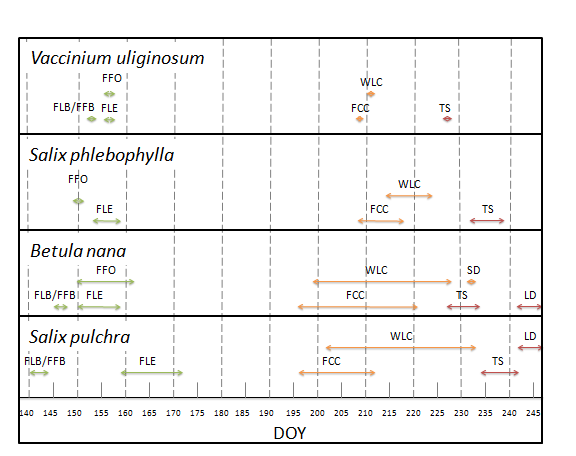 Vaccinium uliginosum
FFO
WLC
FLB/FFB FLE FCC TS
Salix phlebophylla
FFO
WLC
FLE FCC TS
Betula nana
FFO WLC SD
FLB/FFB FLE FCC TS LD
Salix pulchra
WLC LD
FLB/FFB FLE FCC TS
140 145 150 155 160 165 170 175 180 185 190 195 200 205 210 215 220 225 230 235 240 245
DOY